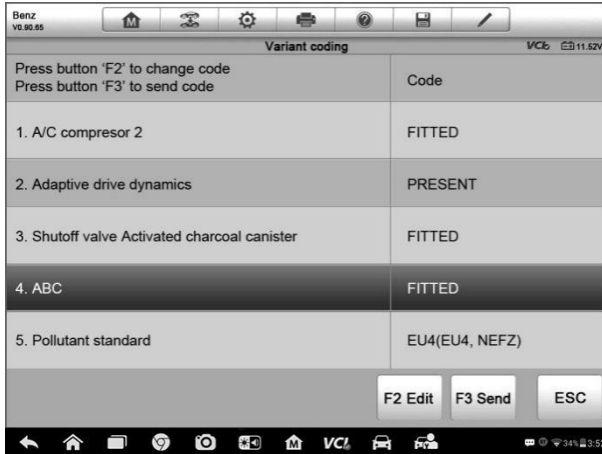 Benz
V0.90.65
Variant coding
VCI 11.52V
Press button 'F2' to change code
Press button 'F3' to send code
Code
1. A/C compresor 2
FITTED
2. Adaptive drive dynamics
PRESENT
3. Shutoff valve Activated charcoal canister
FITTED
4. ABC
FITTED
5. Pollutant standard
EU4(EU4, NEFZ)
F2 Edit
F3 Send
ESC
VCI
34%